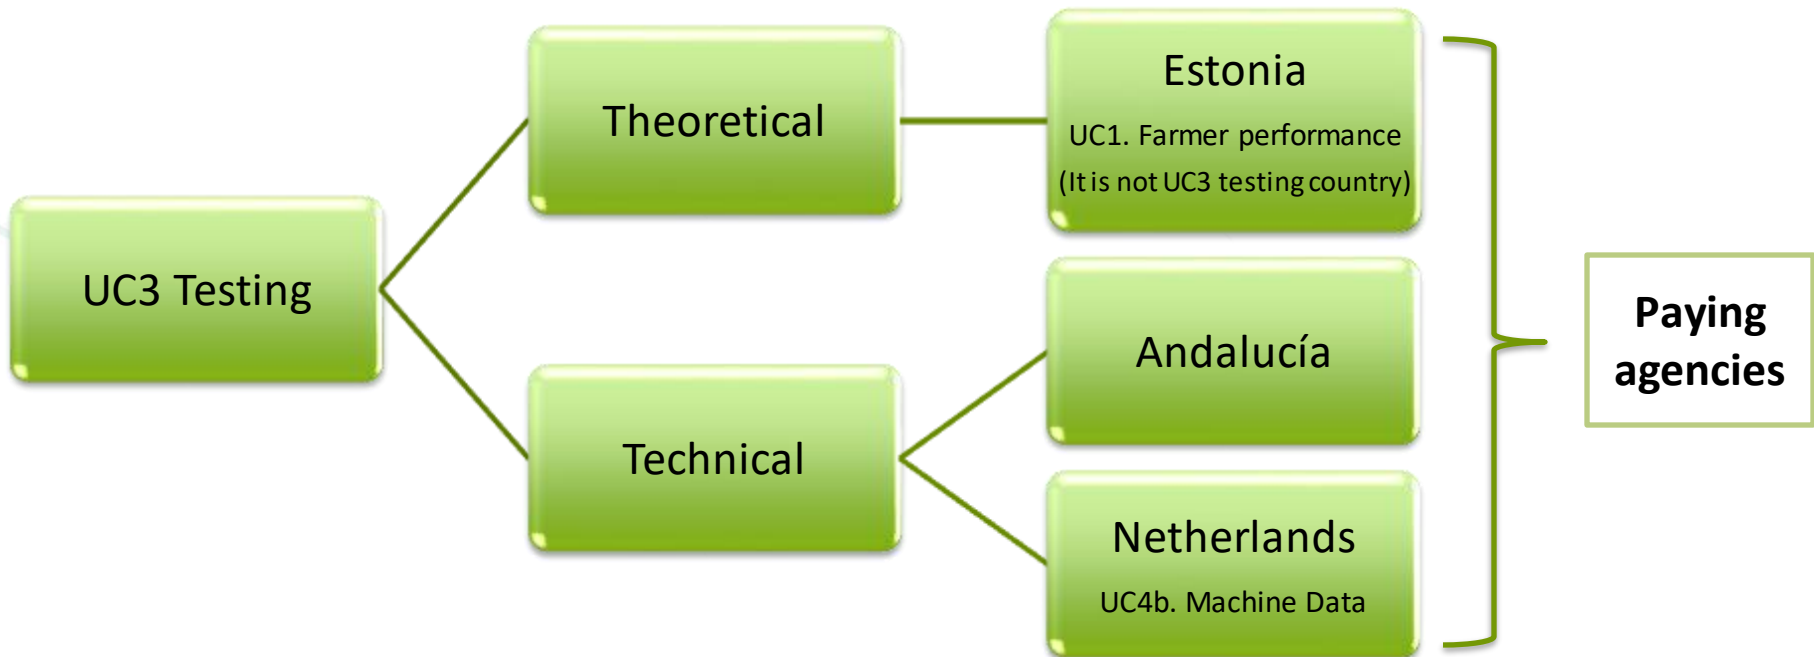 UC3 Testing
Theoretical
Technical
Estonia
UC1. Farmer performance
(It is not UC3 testing country)
Andalucía
Netherlands
UC4b. Machine Data
Paying
agencies